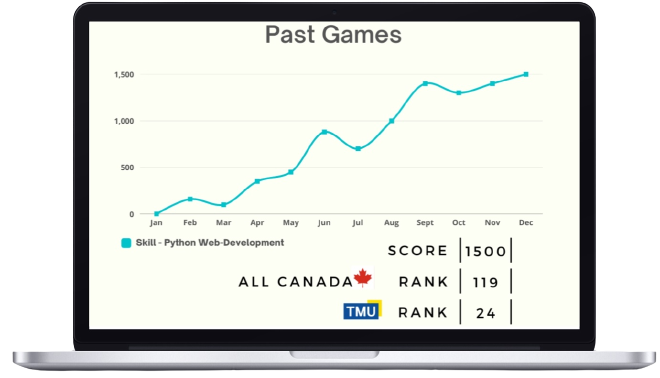 Past Games
1,500
1,000
500
0
Jan Feb Mar Apr May Jun Jul Aug Sept Oct Nov Dec
Skill - Python Web-Development
SCORE 1500
ALL CANADA RANK 119
TMU RANK 24